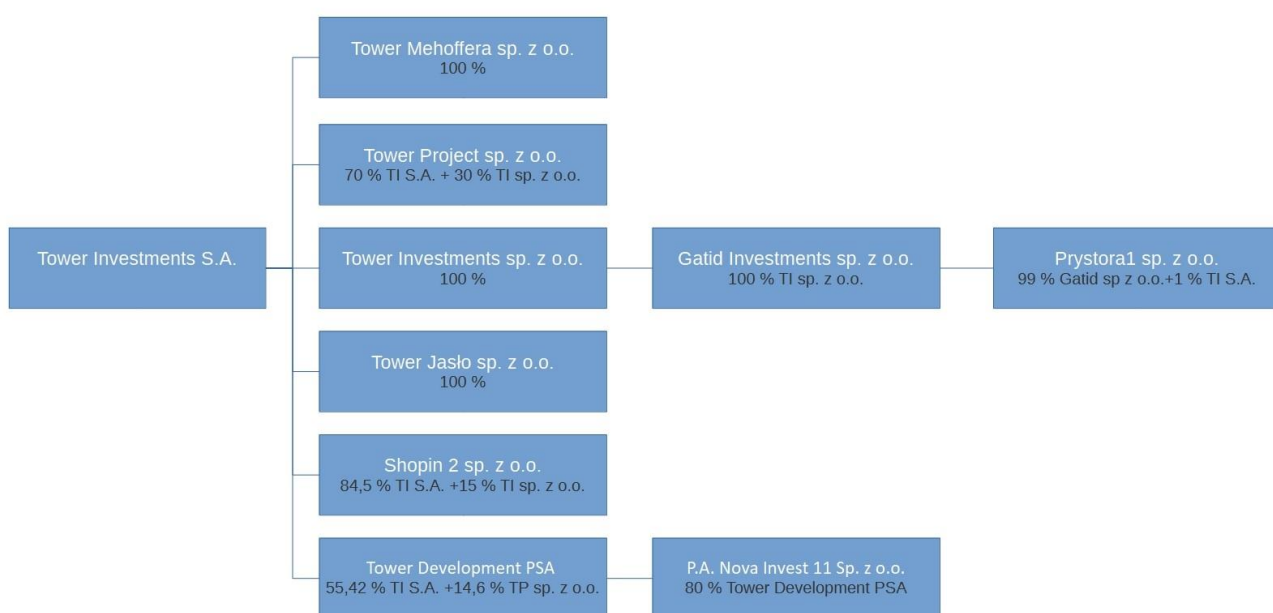 Tower Mehoffera sp. z o.o.
100 %
Tower Project sp. z o.o.
70 % TI S.A. + 30 % TI sp. z o.o.
Tower Investments S.A.
Tower Investments sp. z o.o.
100 %
Gatid Investments sp. z o.o.
100 % TI sp. z o.o.
Prystora1 sp. z o.o.
99 % Gatid sp z o.o.+1 % TI S.A.
Tower Jasło sp. z o.o.
100 %
Shopin 2 sp. z o.o.
84,5 % TI S.A. +15 % TI sp. z o.o.
Tower Development PSA
55,42 % TI S.A. +14,6 % TP sp. z o.o.
P.A. Nova Invest 11 Sp. z o.o.
80 % Tower Development PSA